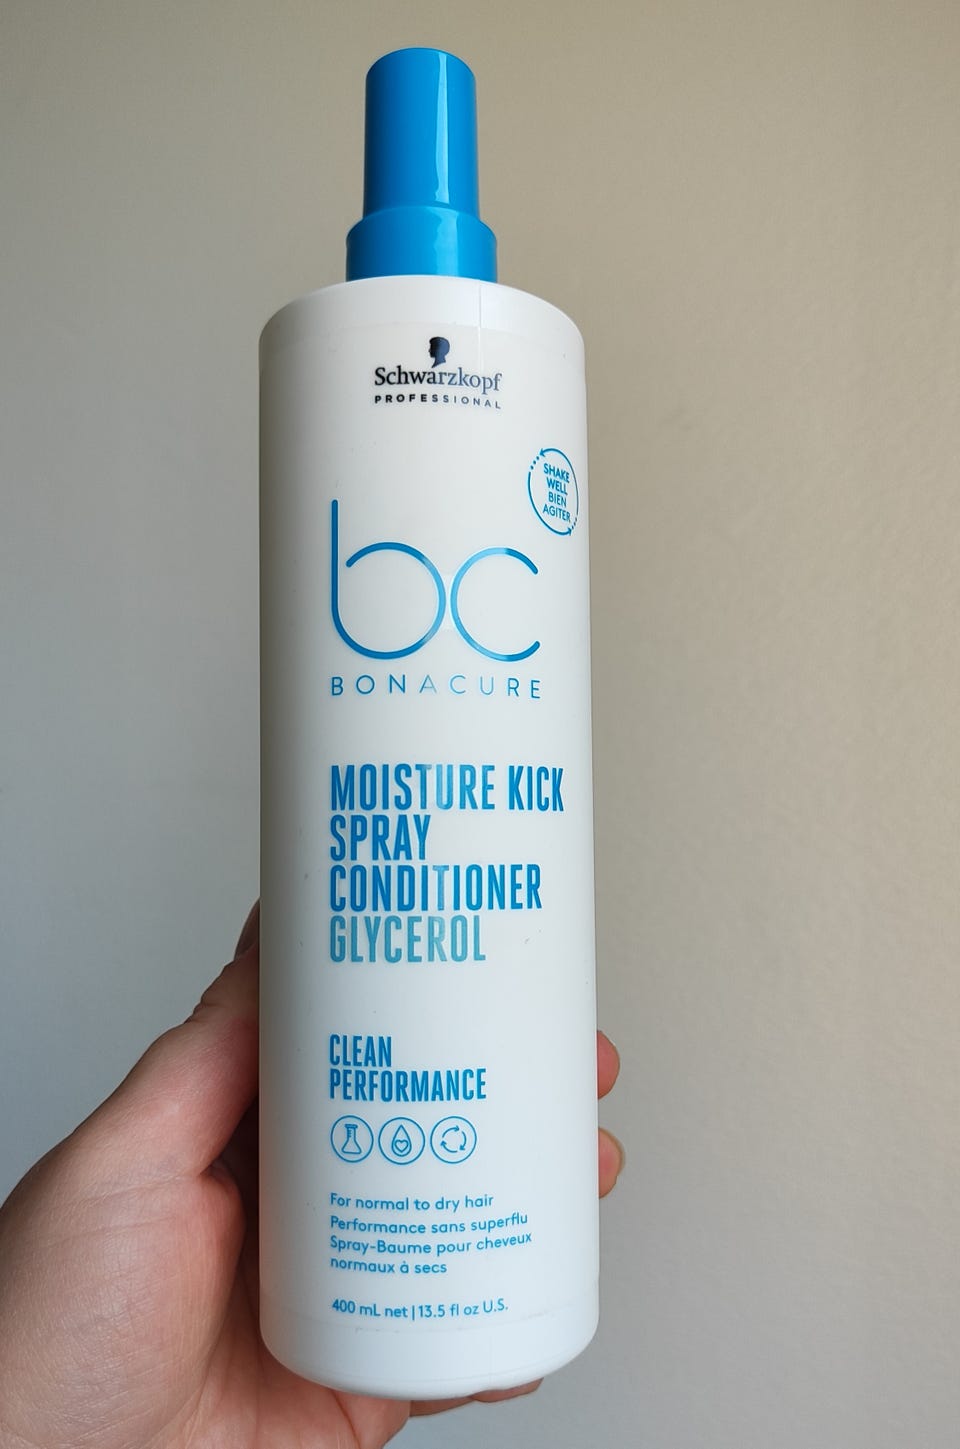 Schwarzkopf
PROFESSIONAL
SHAKE
WELL
BIEN
AGITER
bc
BONACURE
MOISTURE KICK
SPRAY
CONDITIONER
GLYCEROL
CLEAN
PERFORMANCE
For normal to dry hair
Performance sans superflu
Spray-Baume pour cheveux
normaux à secs
400 mL net | 13.5 fl oz U.S.